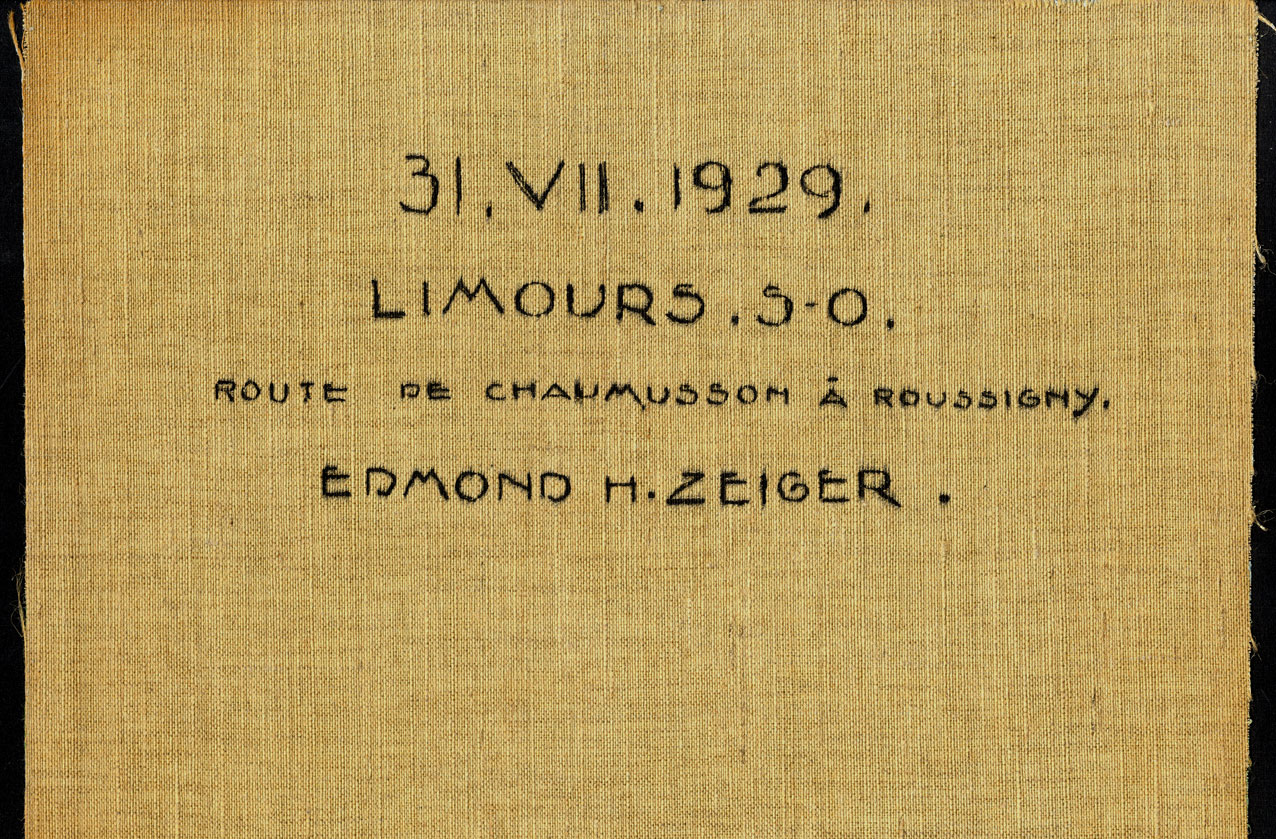 31.VII.1929.
LIMOURS.S-O.
ROUTE DE CHAUMUSSON À ROUSSIGNY.
EDMOND H.ZEIGER.